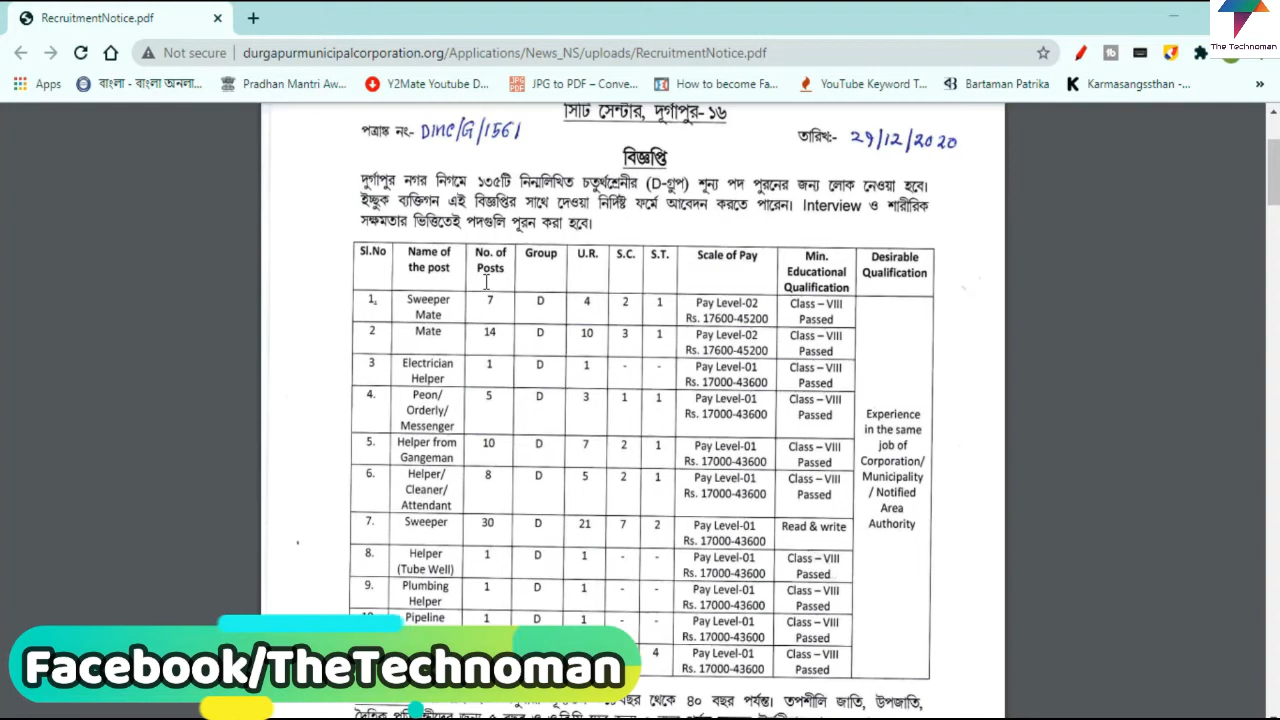 RecruitmentNotice.pdf
The Technoman
Not secure durgapurmunicipalcorporation.org/Applications/News_NS/uploads/RecruitmentNotice.pdf
Apps বাংলা - বাংলা অনলা... Pradhan Mantri Aw... Y2Mate Youtube D... JPG to PDF – Conve... How to become Fa... YouTube Keyword T... Bartaman Patrika Karmasangssthan -...
সিটি সেন্টার, দূর্গাপুর-১৬
পত্রাঙ্ক নং- DMC/G/1561 তারিখ:- 29/12/2020
বিজ্ঞপ্তি
দুর্গাপুর নগর নিগমে ১৩৫টি নিন্মলিখিত চতুর্থশ্রেনীর (D-গ্রুপ) শূন্য পদ পুরনের জন্য লোক নেওয়া হবে।
ইচ্ছুক ব্যক্তিগন এই বিজ্ঞপ্তির সাথে দেওয়া নির্দিষ্ট ফর্মে আবেদন করতে পারেন। Interview ও শারীরিক
সক্ষমতার ভিত্তিতেই পদগুলি পূরন করা হবে।
Sl.No Name of the post No. of Posts Group U.R. S.C. S.T. Scale of Pay Min. Educational Qualification Desirable Qualification
1. Sweeper Mate 7 D 4 2 1 Pay Level-02 Rs. 17600-45200 Class – VIII Passed
2 Mate 14 D 10 3 1 Pay Level-02 Rs. 17600-45200 Class – VIII Passed
3 Electrician Helper 1 D 1 - - Pay Level-01 Rs. 17000-43600 Class – VIII Passed
4. Peon/ Orderly/ Messenger 5 D 3 1 1 Pay Level-01 Rs. 17000-43600 Class – VIII Passed
5. Helper from Gangeman 10 D 7 2 1 Pay Level-01 Rs. 17000-43600 Class – VIII Passed
6. Helper/ Cleaner/ Attendant 8 D 5 2 1 Pay Level-01 Rs. 17000-43600 Class – VIII Passed
7. Sweeper 30 D 21 7 2 Pay Level-01 Rs. 17000-43600 Read & write
8. Helper (Tube Well) 1 D 1 - - Pay Level-01 Rs. 17000-43600 Class – VIII Passed
9. Plumbing Helper 1 D 1 - - Pay Level-01 Rs. 17000-43600 Class – VIII Passed
Pipeline 1 D 1 - - Pay Level-01 Rs. 17000-43600 Class – VIII Passed
4 Pay Level-01 Rs. 17000-43600 Class – VIII Passed
Experience in the same job of Corporation/ Municipality / Notified Area Authority
Facebook/TheTechnoman
বছর থেকে ৪০ বছর পর্যন্ত। তপশীলি জাতি, উপজাতি,